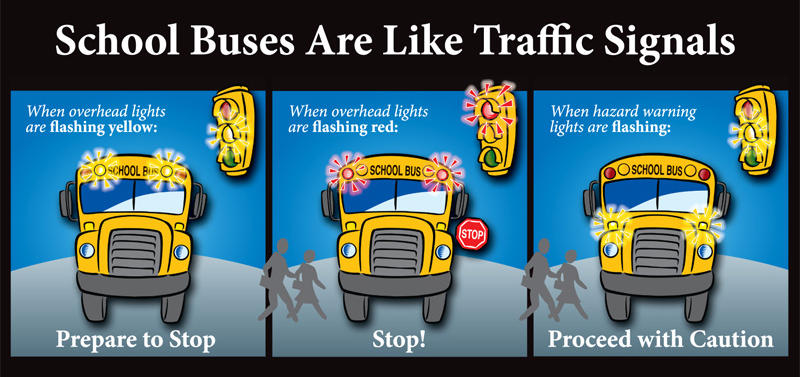 School Buses Are Like Traffic Signals
When overhead lights
are flashing yellow:
SCHOOL BUS
Prepare to Stop
When overhead lights
are flashing red:
SCHOOL BUS
STOP
Stop!
When hazard warning
lights are flashing:
SCHOOL BUS
Proceed with Caution